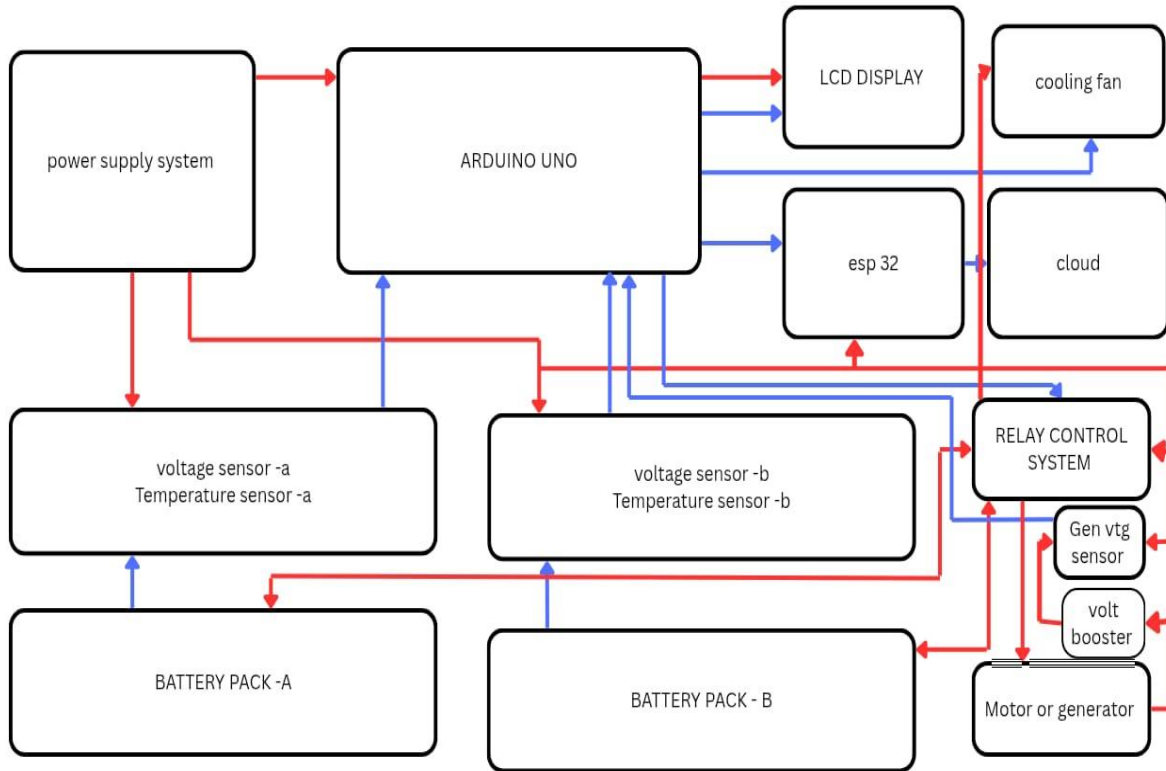 LCD DISPLAY
cooling fan
power supply system
ARDUINO UNO
esp 32
cloud
voltage sensor -a
Temperature sensor -a
voltage sensor -b
Temperature sensor -b
RELAY CONTROL
SYSTEM
Gen vtg
sensor
volt
booster
BATTERY PACK -A
BATTERY PACK - B
Motor or generator